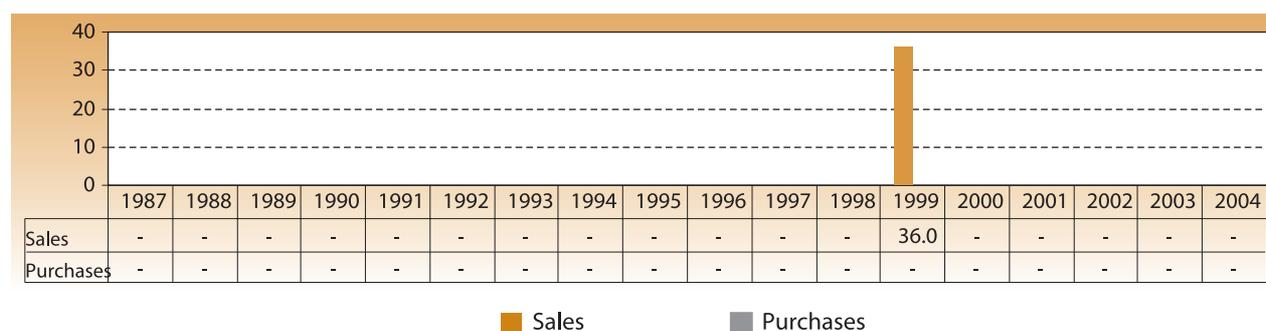 40
30
20
10
0
1987 1988 1989 1990 1991 1992 1993 1994 1995 1996 1997 1998 1999 2000 2001 2002 2003 2004
Sales - - - - - - - - - - - - 36.0 - - - - -
Purchases - - - - - - - - - - - - - - - - - -
Sales Purchases